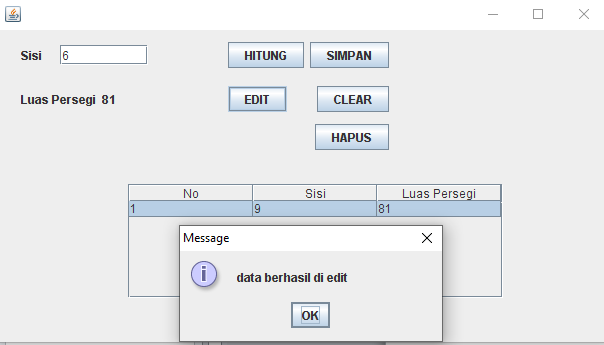 Sisi 6 HITUNG SIMPAN
Luas Persegi 81 EDIT CLEAR
HAPUS
No Sisi Luas Persegi
1 9 81
Message
data berhasil di edit
OK